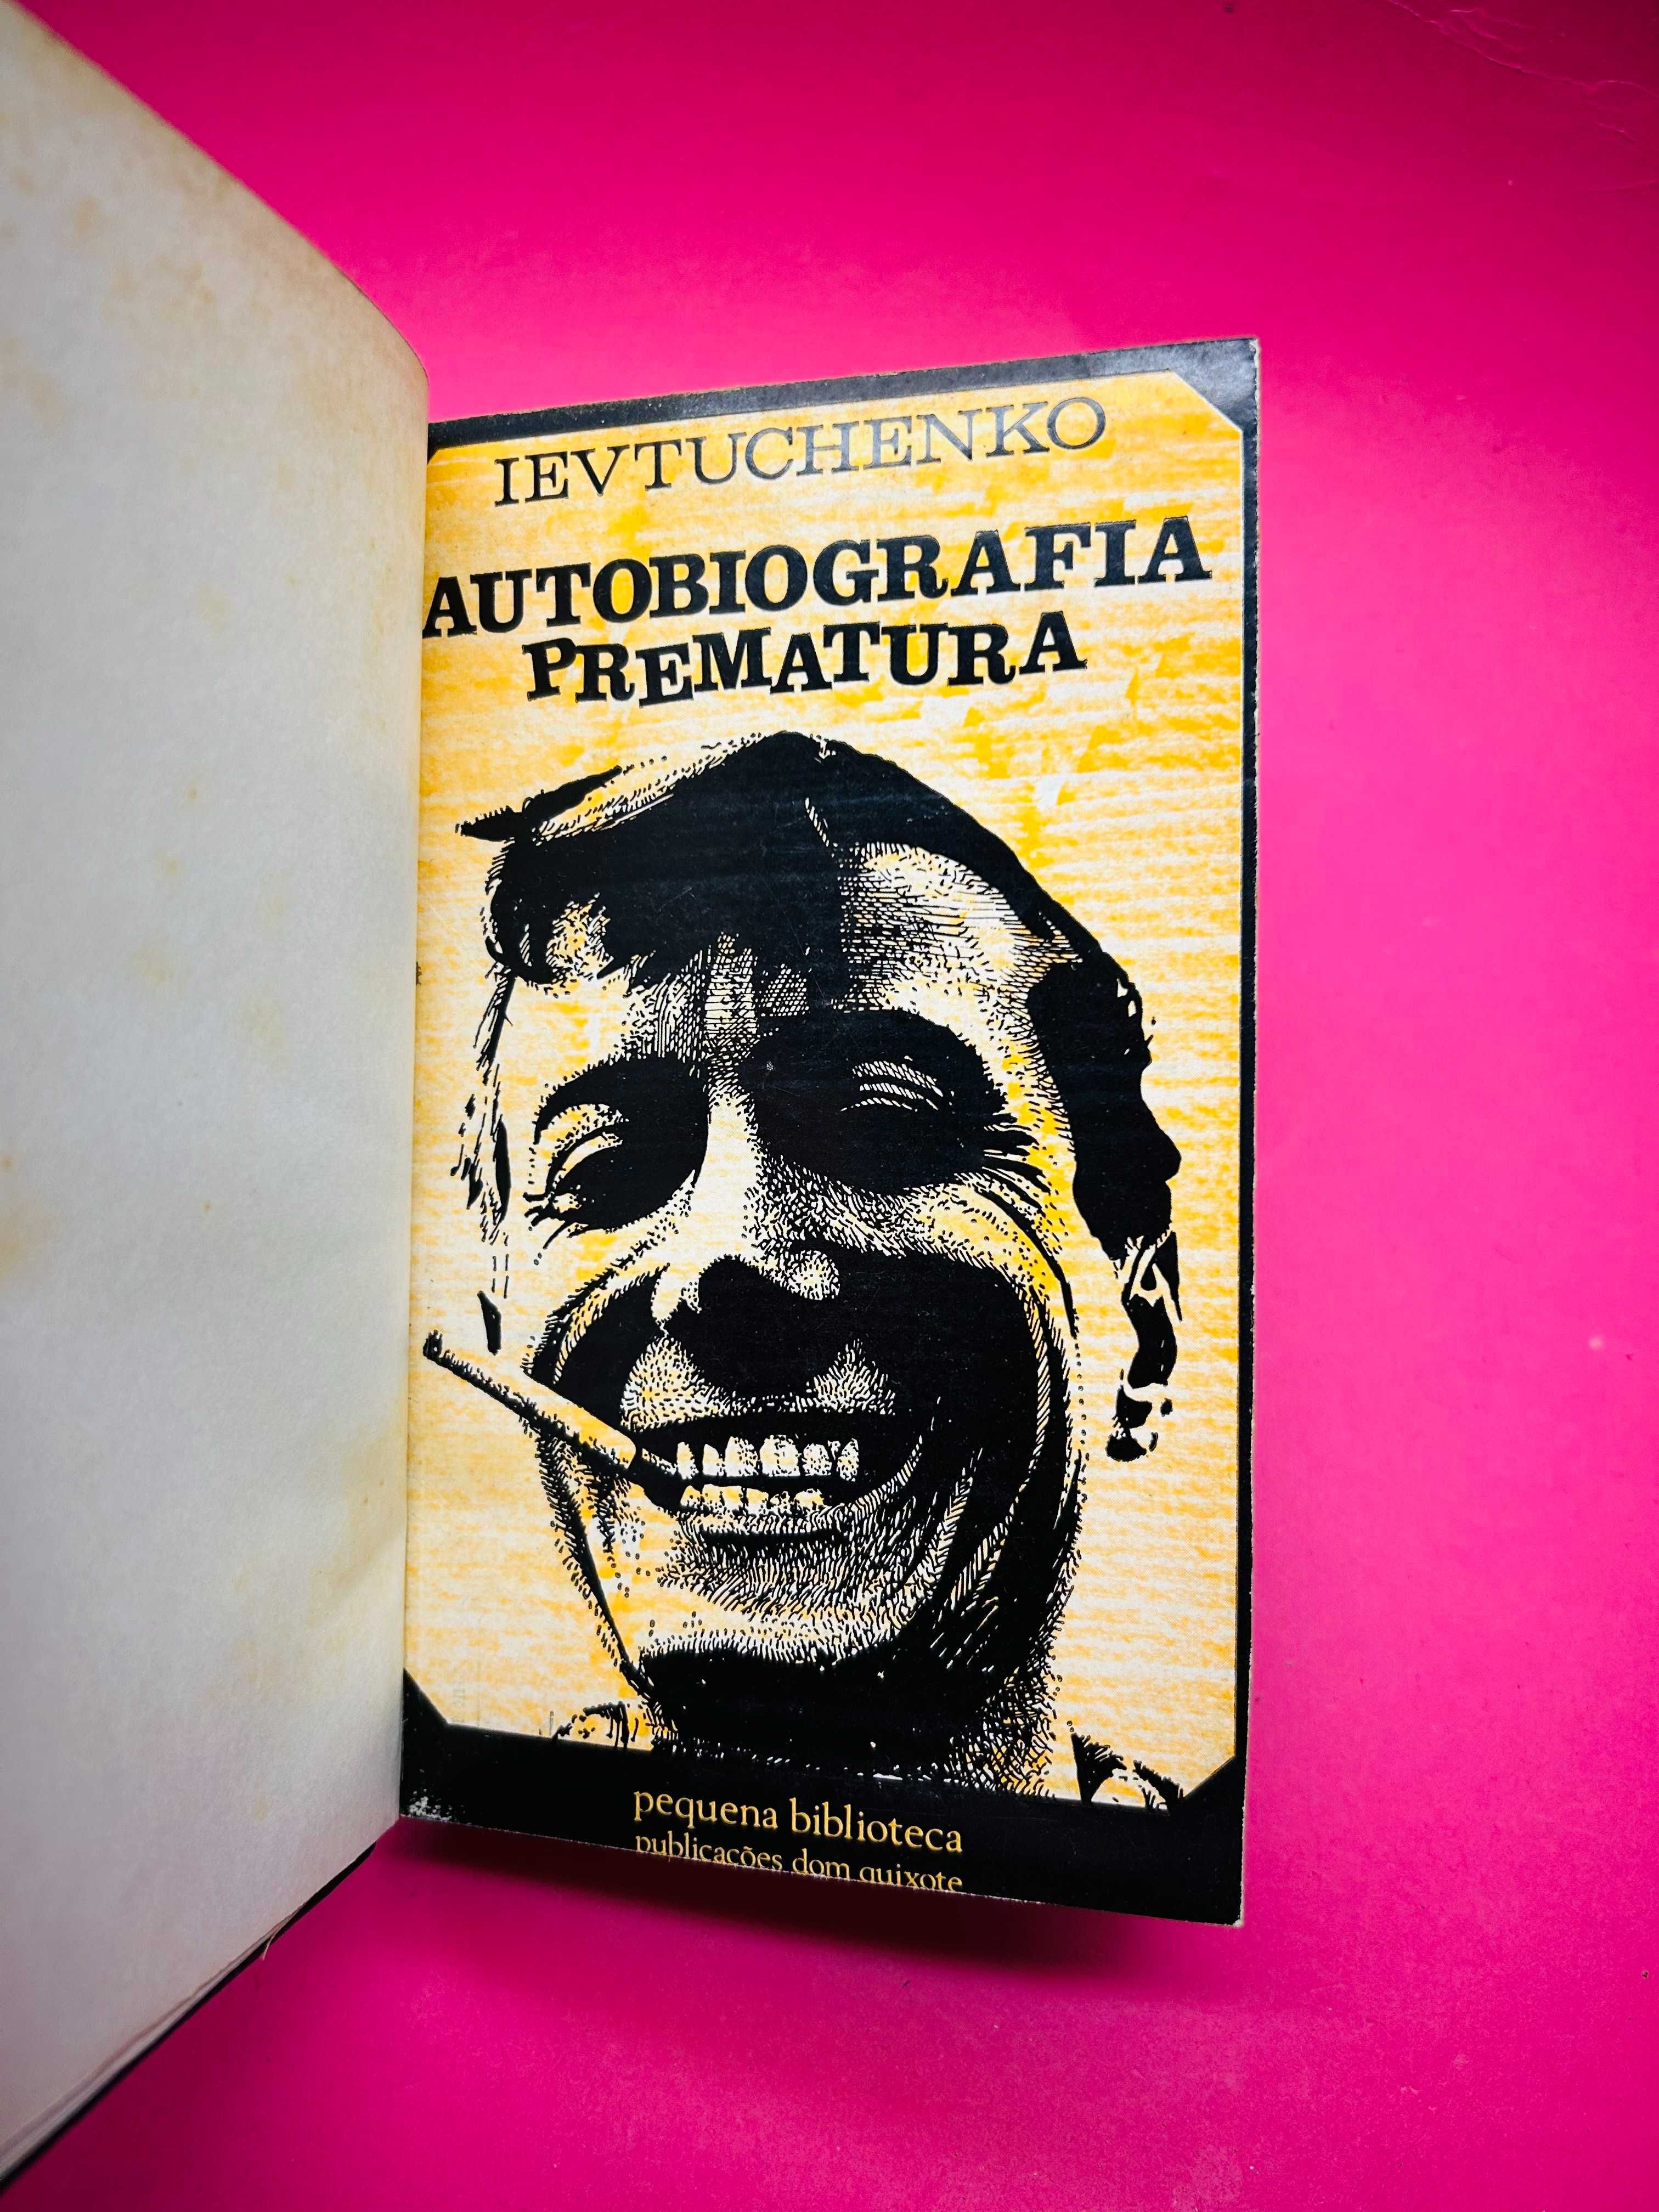 IEVTUCHENKO
AUTOBIOGRAFIA
PREMATURA
pequena biblioteca
publicações dom quixote